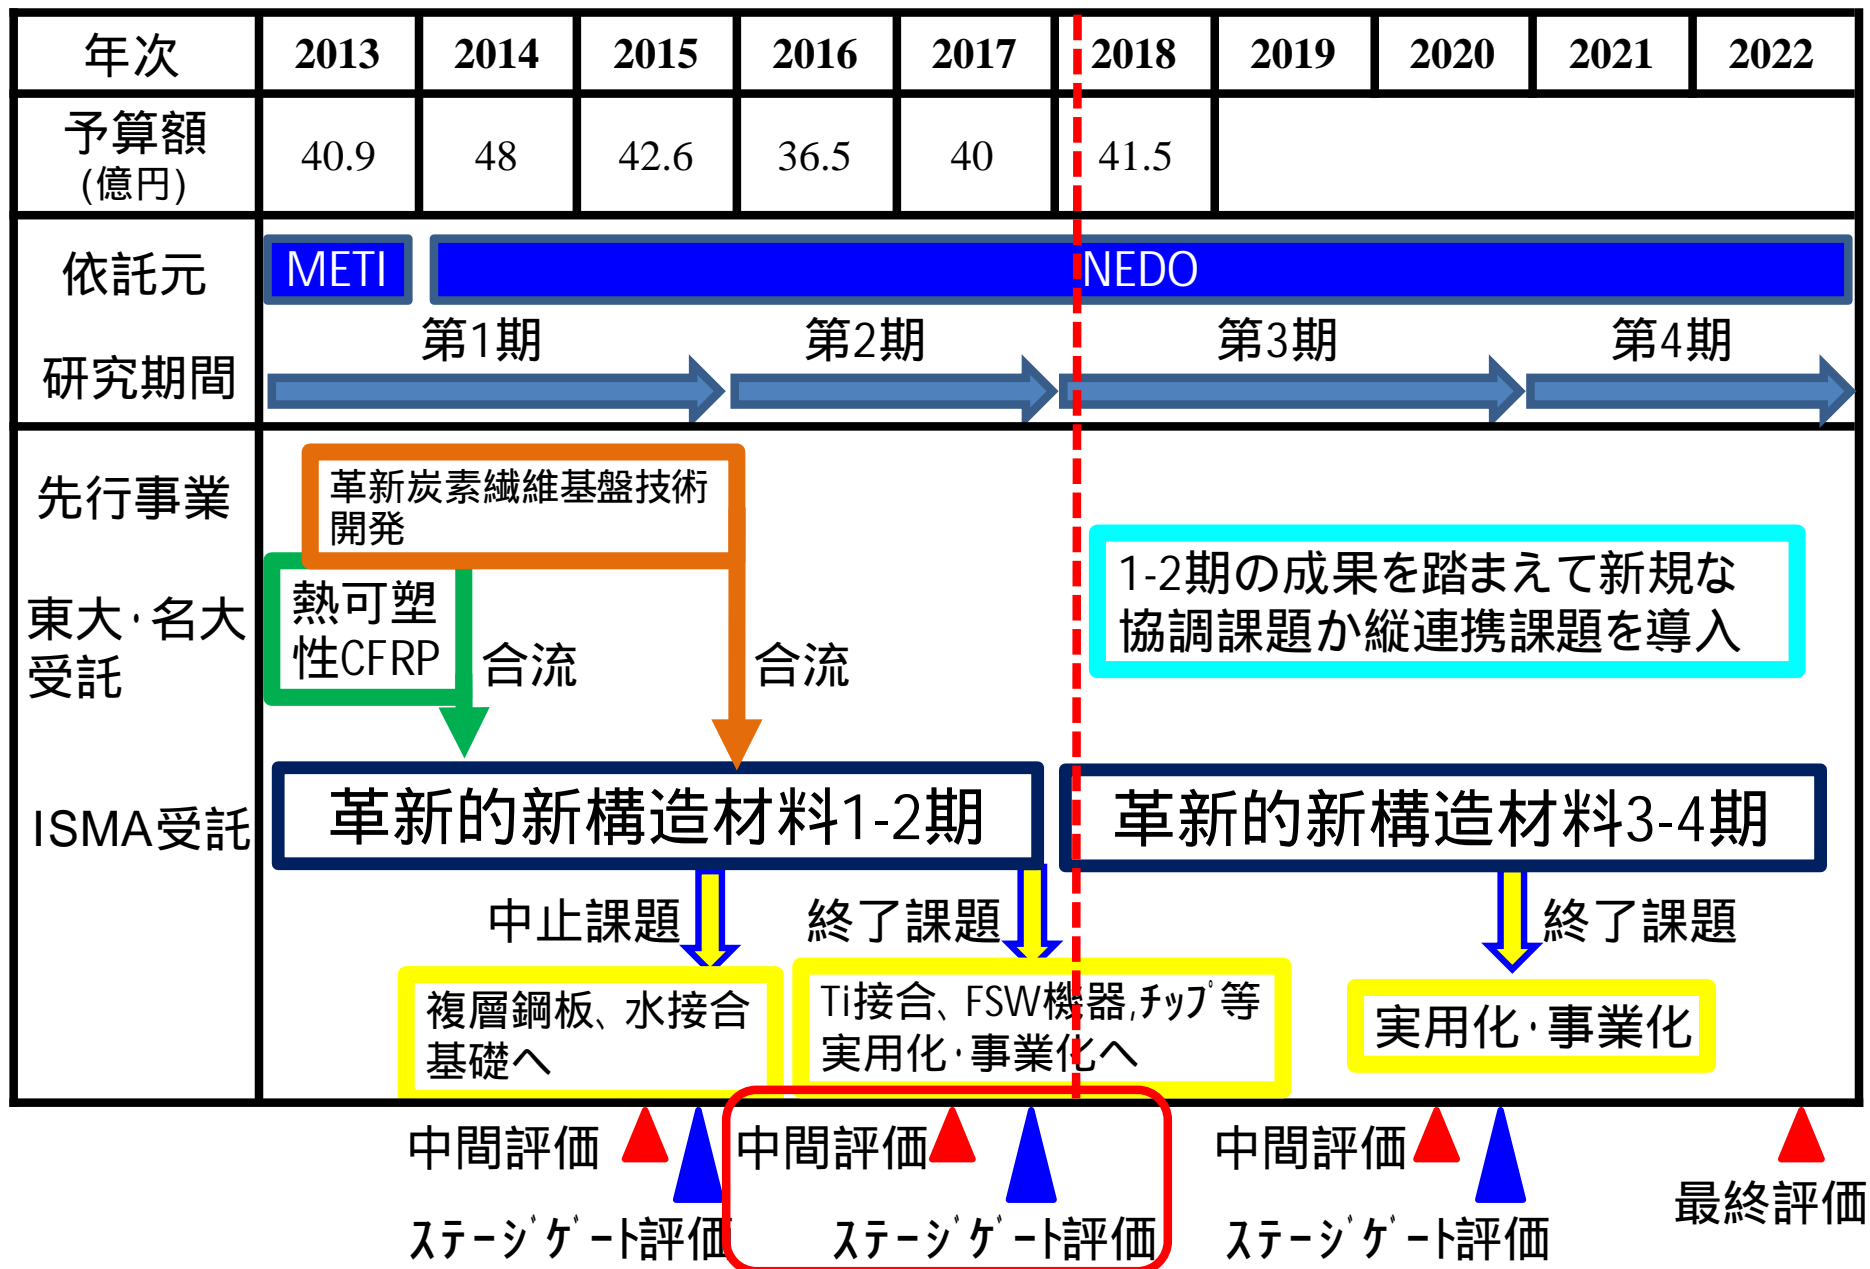 年次 2013 2014 2015 2016 2017 2018 2019 2020 2021 2022
予算額
(億円)
40.9 48 42.6 36.5 40 41.5
依託元 METI NEDO
研究期間 第1期 第2期 第3期 第4期
先行事業
革新炭素繊維基盤技術
開発
東大・名大
受託
熱可塑
性CFRP
合流
合流
1-2期の成果を踏まえて新規な
協調課題か縦連携課題を導入
ISMA受託
革新的新構造材料1-2期
革新的新構造材料3-4期
中止課題
終了課題
終了課題
複層鋼板、水接合
基礎へ
Ti接合、FSW機器,ﾁｯﾌﾟ等
実用化・事業化へ
実用化・事業化
中間評価
中間評価
中間評価
最終評価
ｽﾃｰｼﾞｹﾞｰﾄ評価
ｽﾃｰｼﾞｹﾞｰﾄ評価
ｽﾃｰｼﾞｹﾞｰﾄ評価